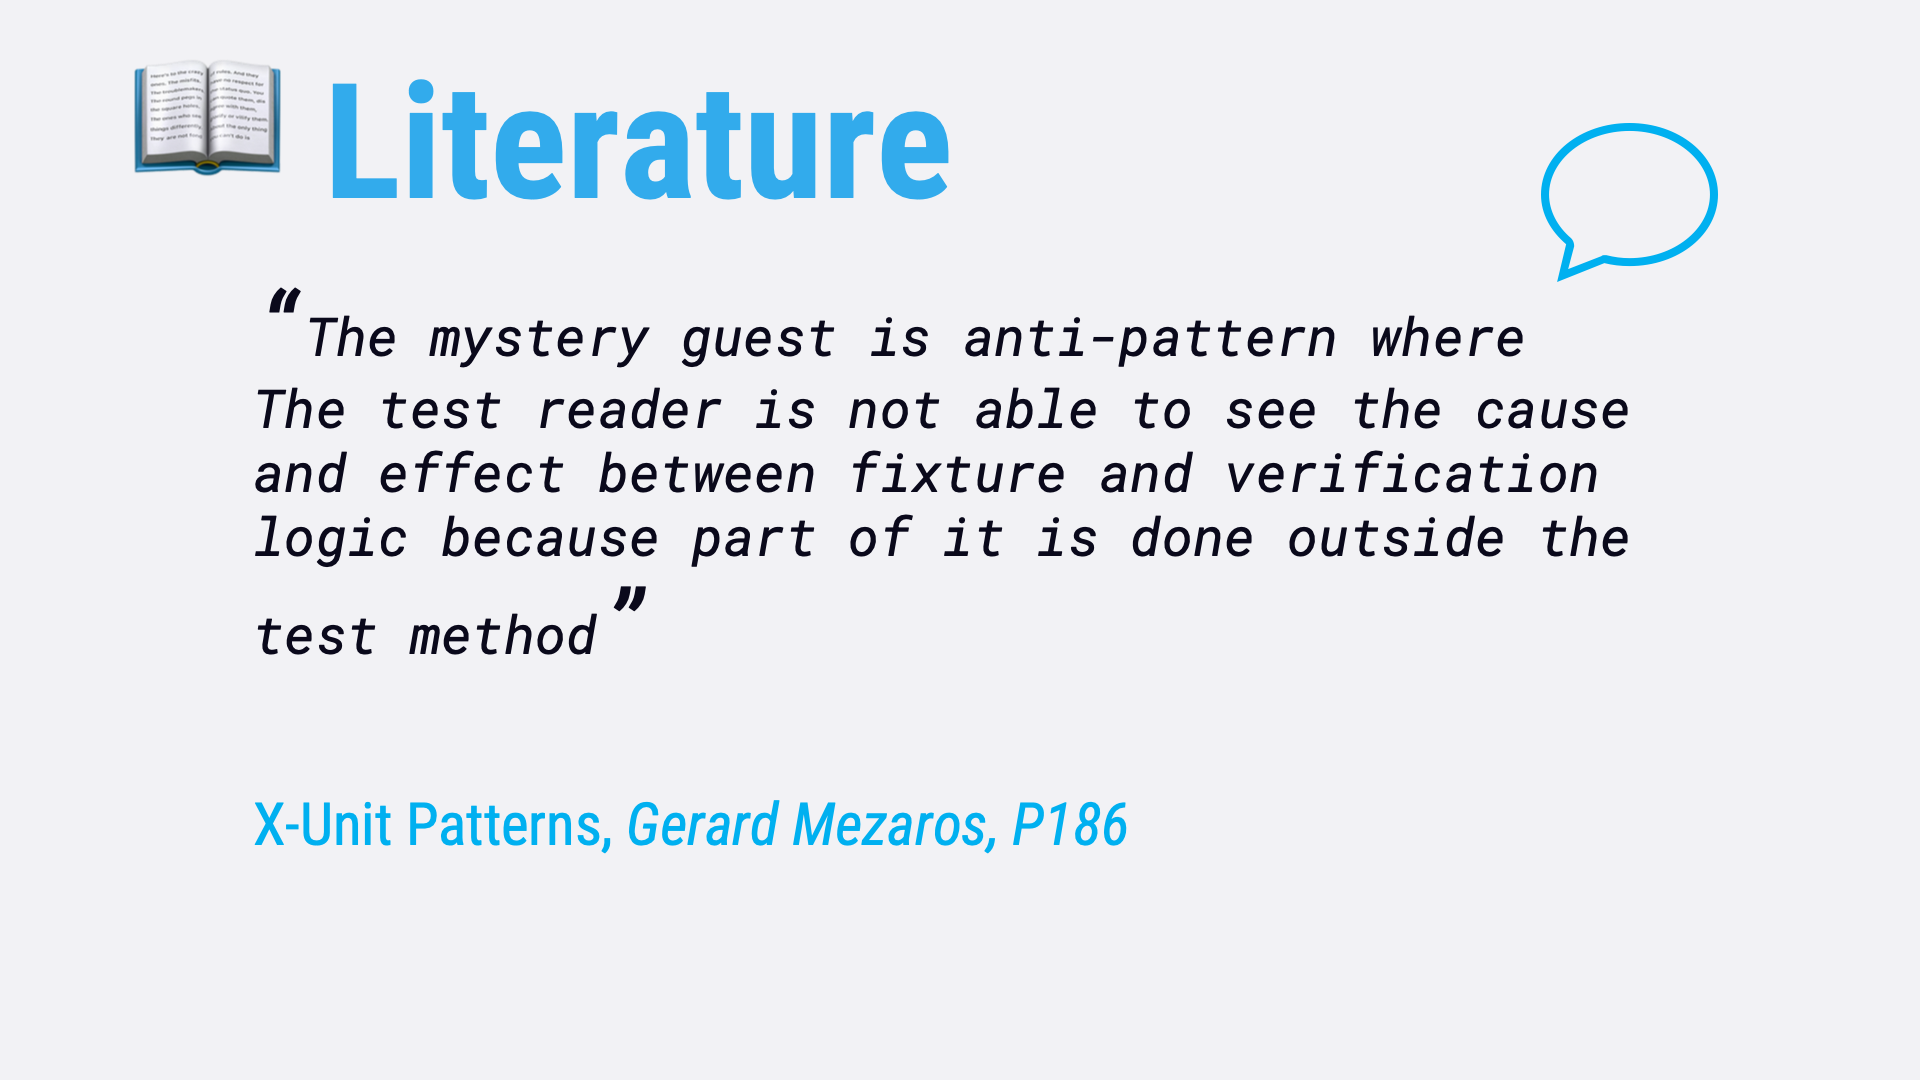 Literature
“The mystery guest is anti-pattern where
The test reader is not able to see the cause
and effect between fixture and verification
logic because part of it is done outside the
test method”
X-Unit Patterns, Gerard Mezaros, P186